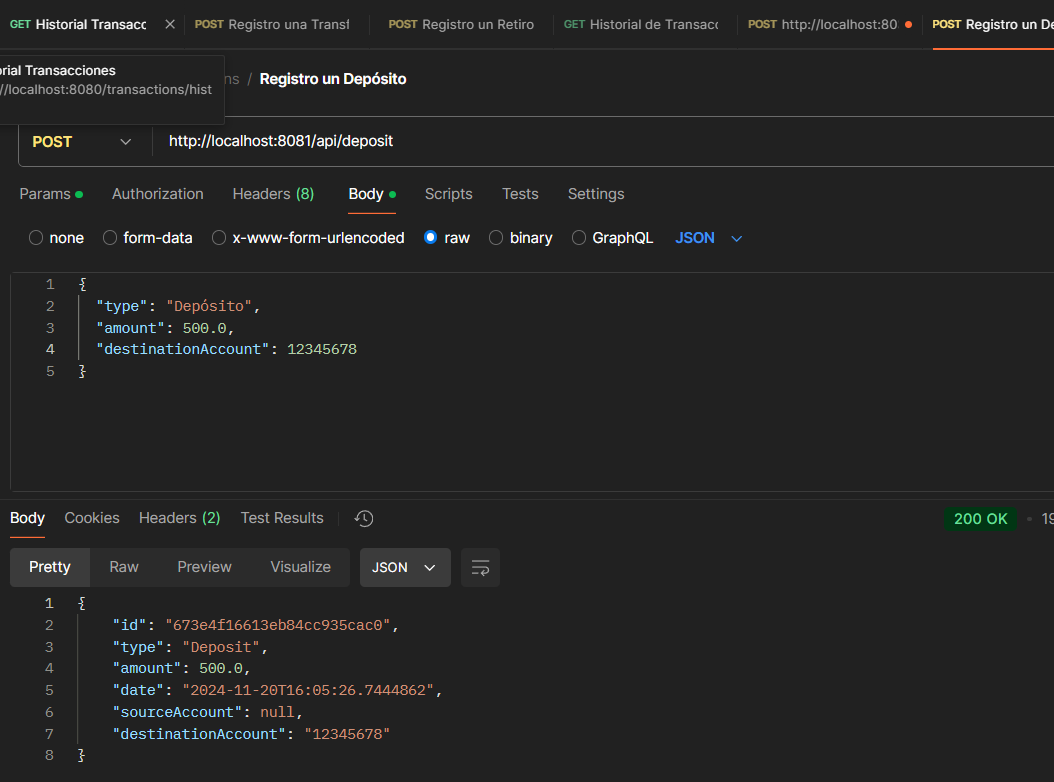 GET Historial Transacc
POST Registro una Transf
POST Registro un Retiro
GET Historial de Transacc
POST http://localhost:80
POST Registro un De
orial Transacciones
//localhost:8080/transactions/hist
ns / Registro un Depósito
POST
http://localhost:8081/api/deposit
Params Authorization Headers (8) Body Scripts Tests Settings
none form-data x-www-form-urlencoded raw binary GraphQL JSON
1 {
2 "type": "Depósito",
3 "amount": 500.0,
4 "destinationAccount": 12345678
5 }
Body Cookies Headers (2) Test Results 200 OK • 19
Pretty Raw Preview Visualize JSON
1 {
2 "id": "673e4f16613eb84cc935cac0",
3 "type": "Deposit",
4 "amount": 500.0,
5 "date": "2024-11-20T16:05:26.7444862",
6 "sourceAccount": null,
7 "destinationAccount": "12345678"
8 }